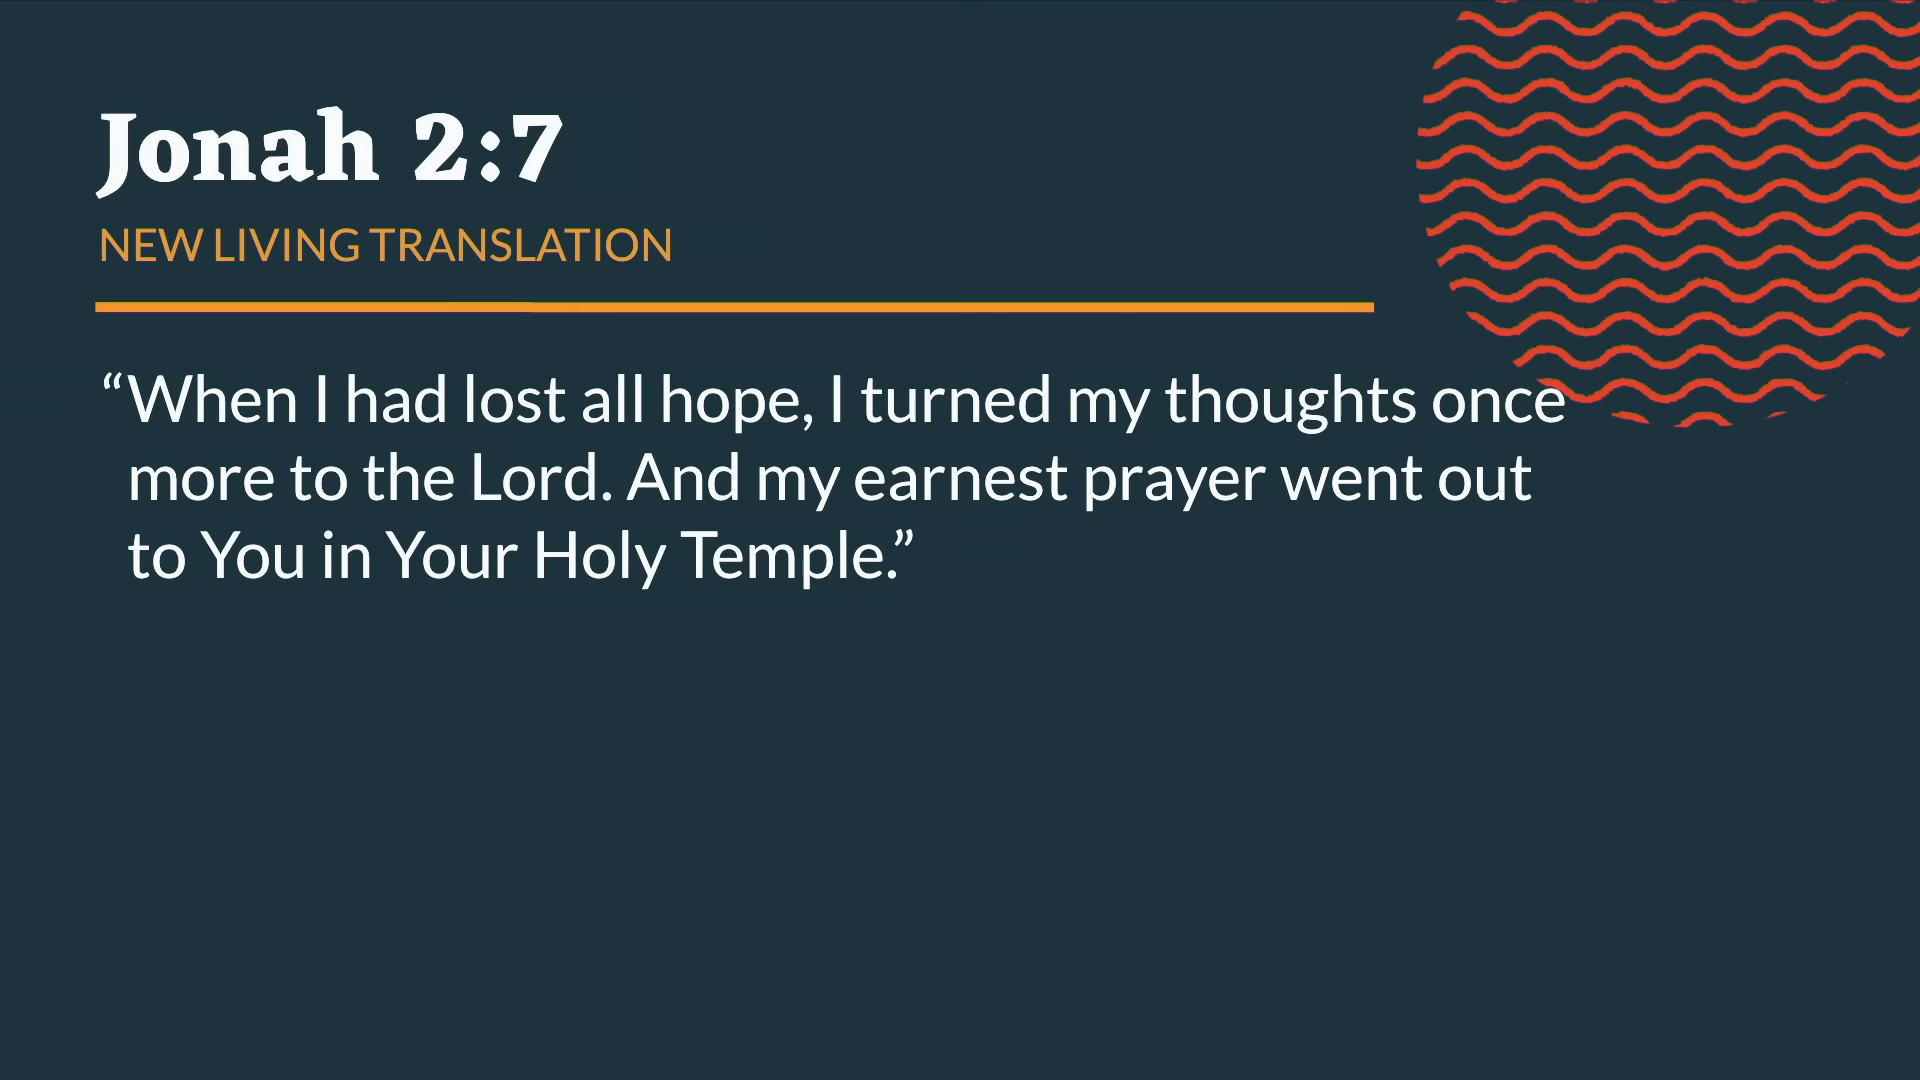 Jonah 2:7
NEW LIVING TRANSLATION
“When I had lost all hope, I turned my thoughts once
more to the Lord. And my earnest prayer went out
to You in Your Holy Temple.”